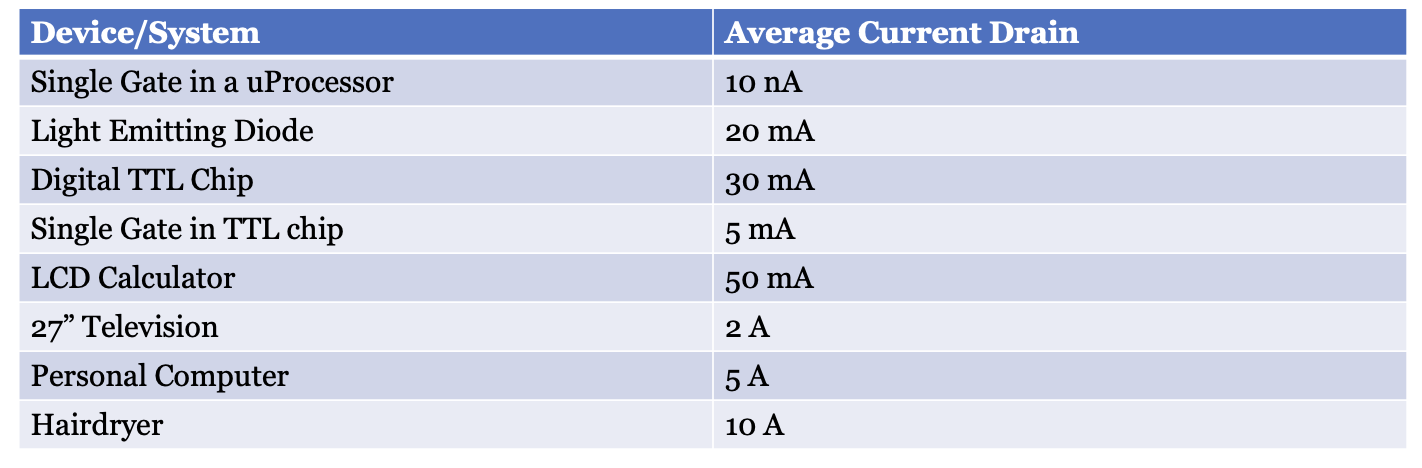 Device/System Average Current Drain
Single Gate in a uProcessor 10 nA
Light Emitting Diode 20 mA
Digital TTL Chip 30 mA
Single Gate in TTL chip 5 mA
LCD Calculator 50 mA
27” Television 2 A
Personal Computer 5 A
Hairdryer 10 A